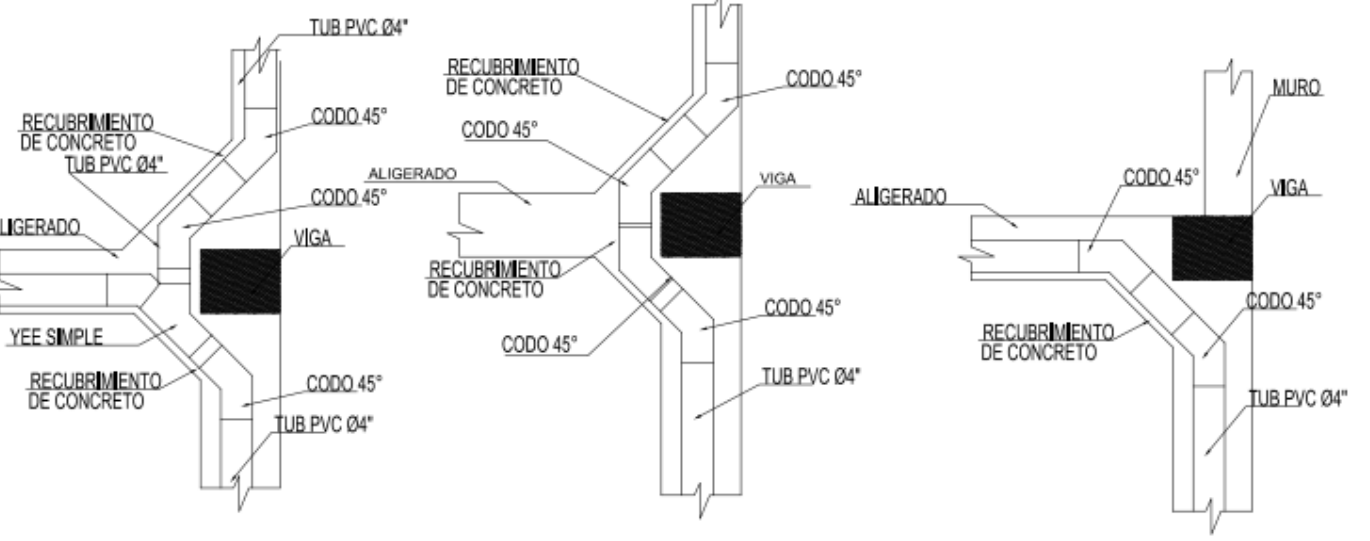 TUB PVC Ø4"
RECUBRIMIENTO
DE CONCRETO
TUB PVC Ø4"
CODO 45°
CODO 45°
LIGERADO
VIGA
YEE SIMPLE
RECUBRIMIENTO
DE CONCRETO
CODO 45°
TUB PVC Ø4"
RECUBRIMIENTO
DE CONCRETO
CODO 45°
CODO 45°
ALIGERADO
VIGA
RECUBRIMIENTO
DE CONCRETO
CODO 45°
CODO 45°
TUB PVC Ø4"
MURO
CODO 45°
VIGA
ALIGERADO
CODO 45°
RECUBRIMIENTO
DE CONCRETO
TUB PVC Ø4"